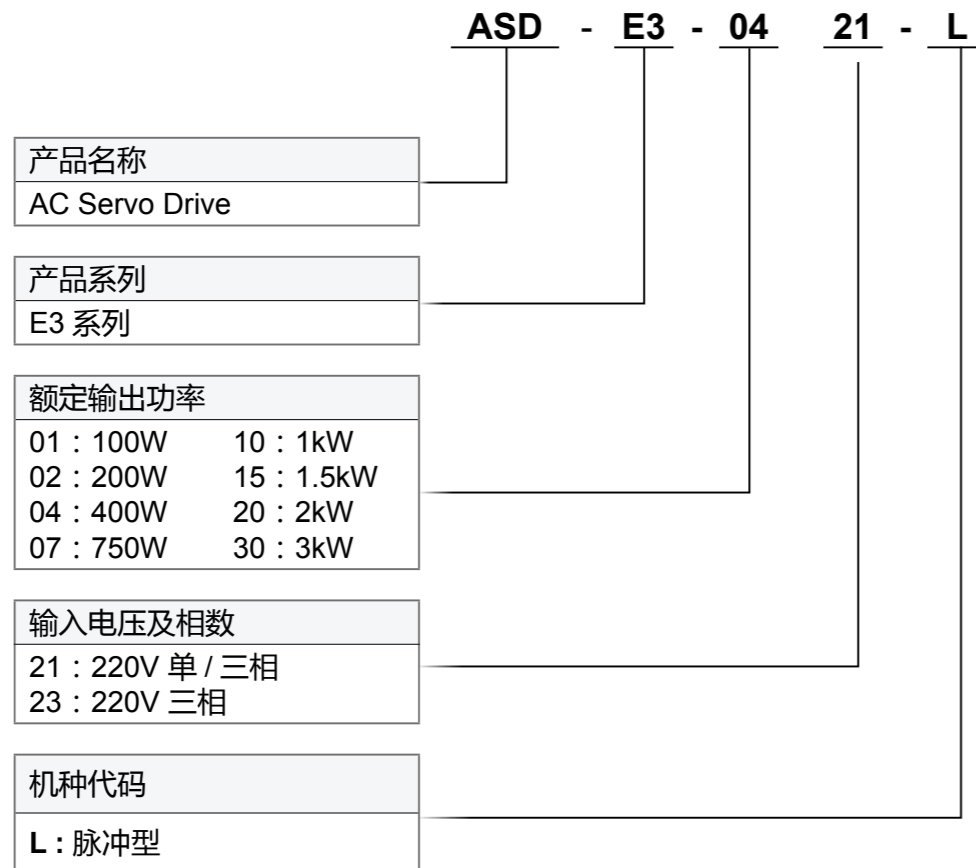 ASD - E3 - 04 21 - L
产品名称
AC Servo Drive
产品系列
E3 系列
额定输出功率
01：100W 10：1kW
02：200W 15：1.5kW
04：400W 20：2kW
07：750W 30：3kW
输入电压及相数
21：220V 单 / 三相
23：220V 三相
机种代码
L : 脉冲型